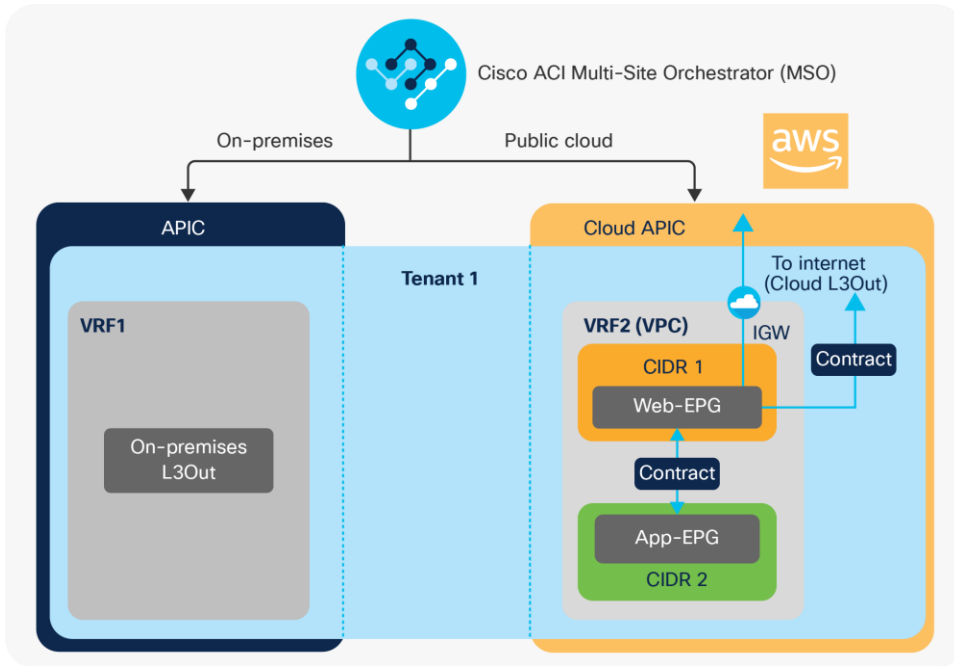 Cisco ACI Multi-Site Orchestrator (MSO)
On-premises
Public cloud
aws
APIC
Cloud APIC
Tenant 1
To internet
(Cloud L3Out)
VRF1
VRF2 (VPC)
IGW
CIDR 1
Contract
Web-EPG
On-premises
L3Out
Contract
App-EPG
CIDR 2